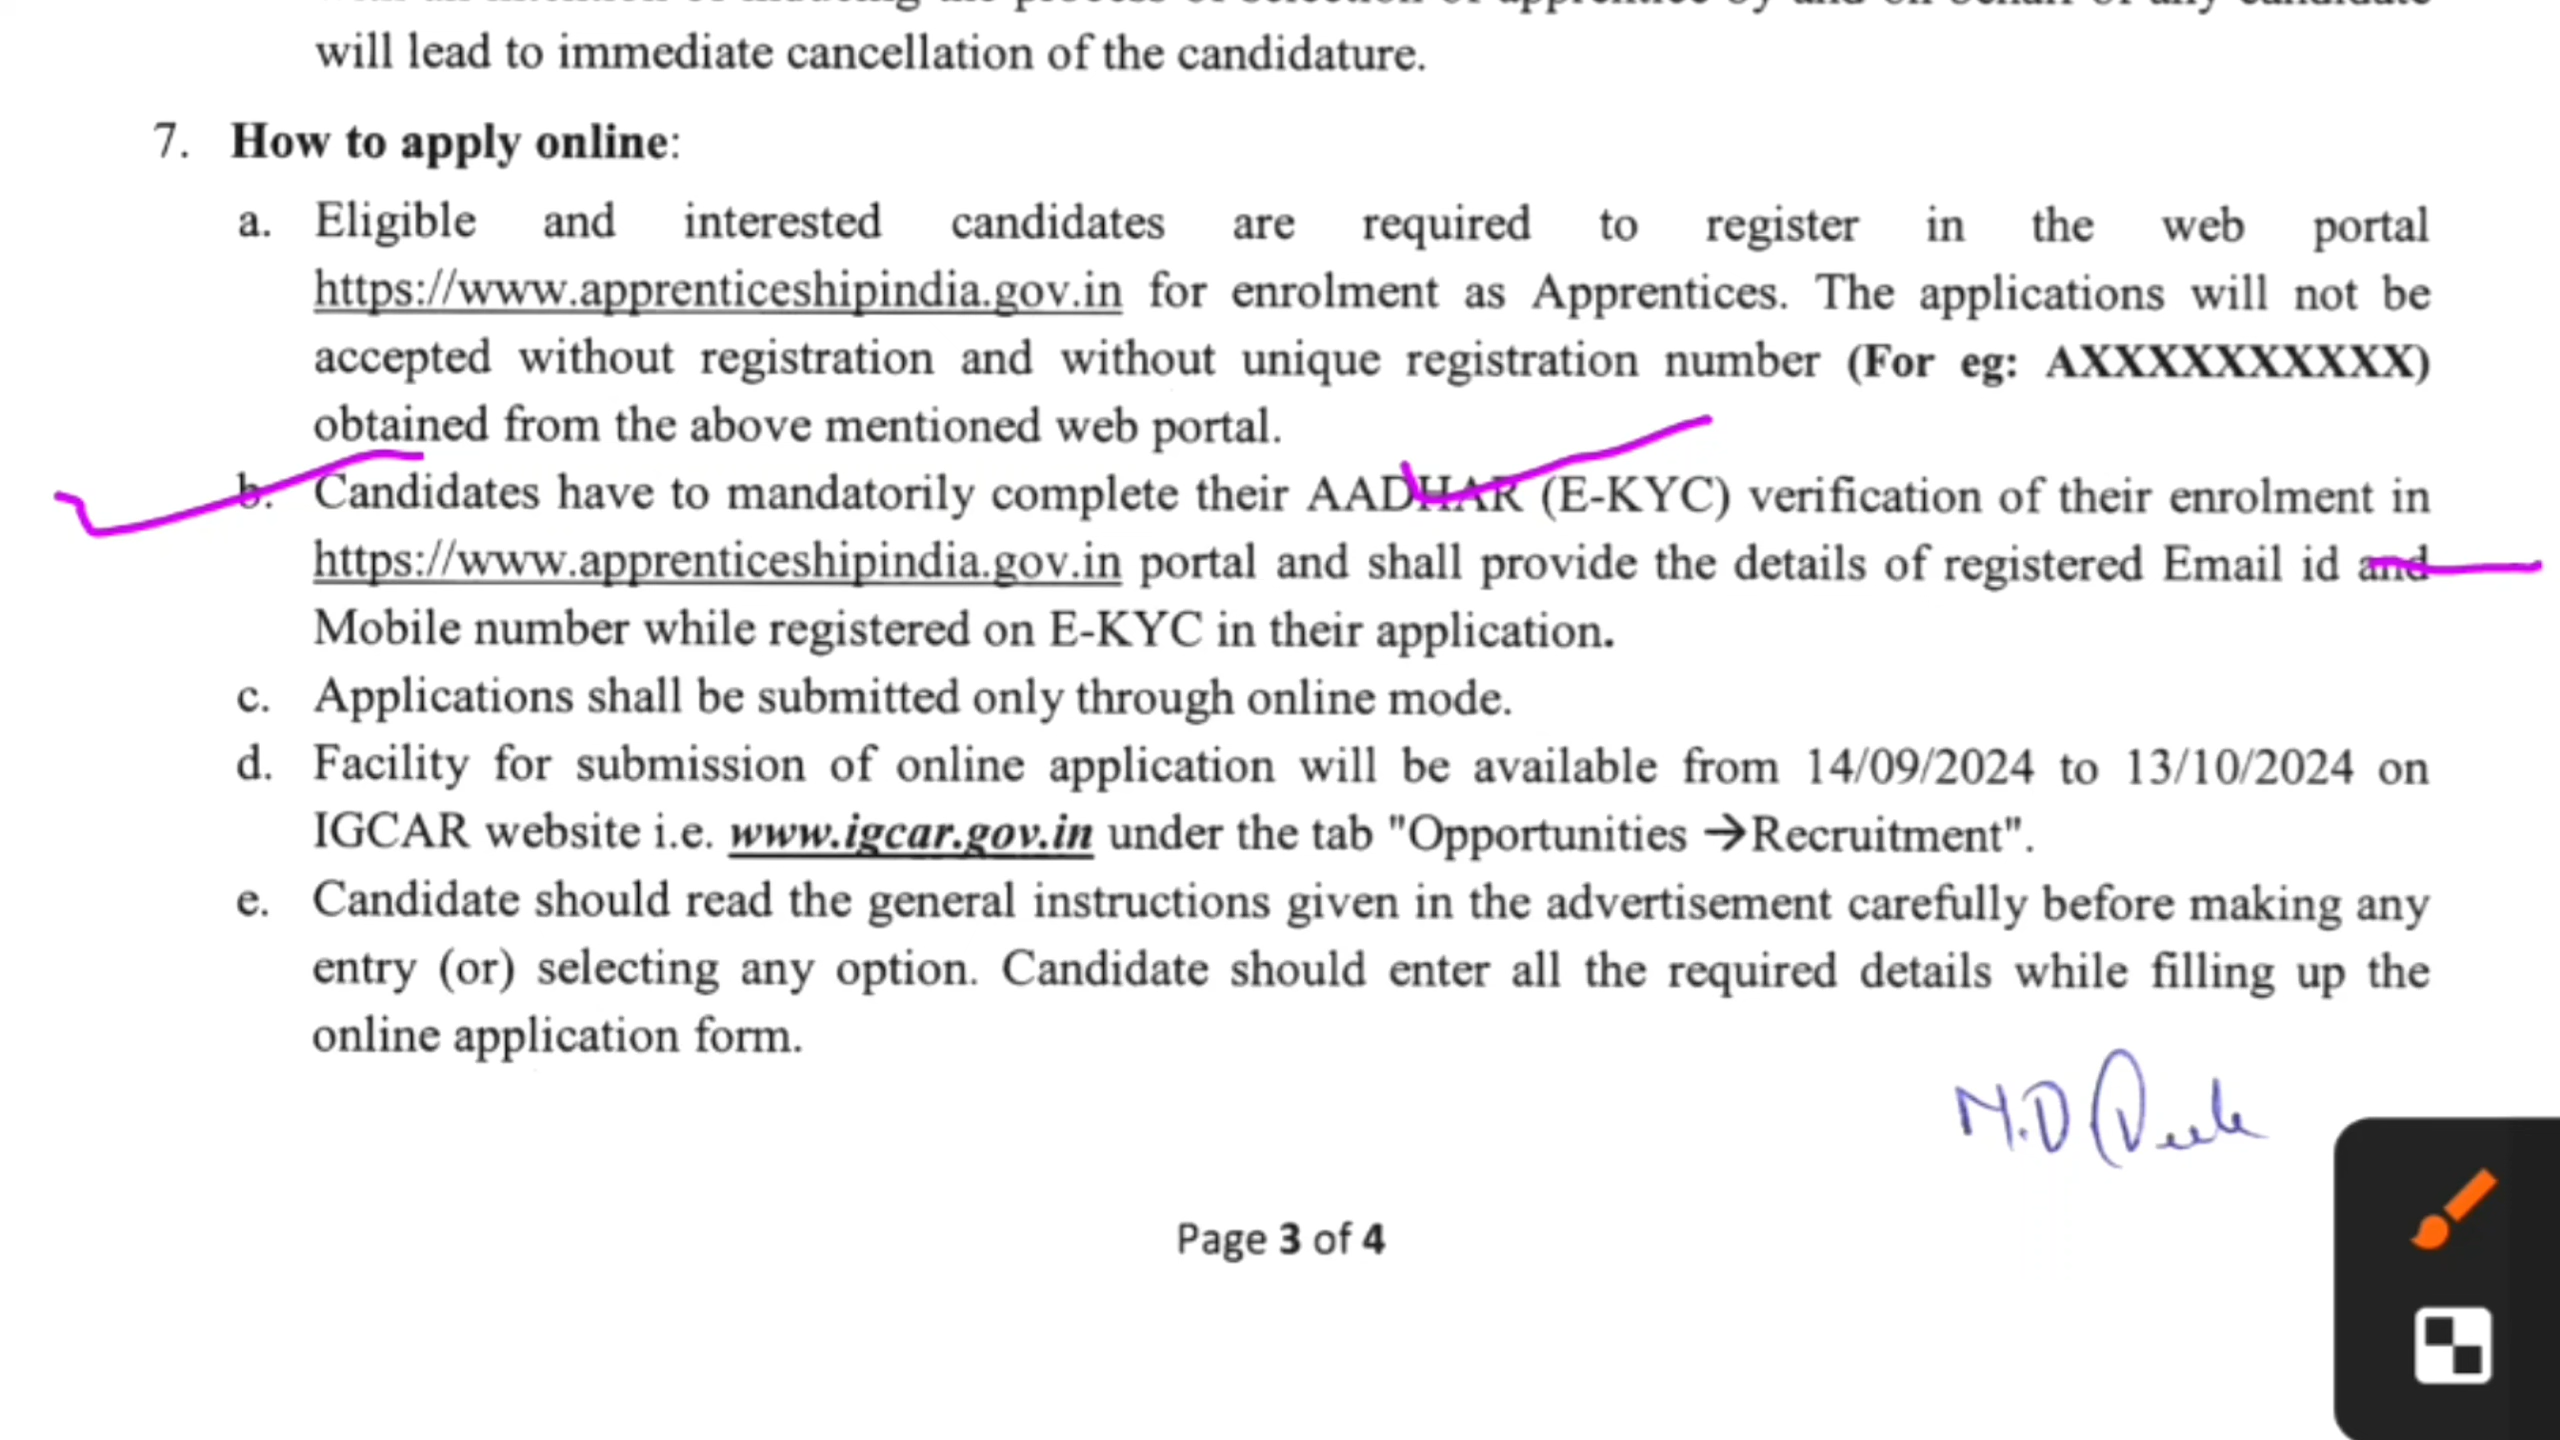 will lead to immediate cancellation of the candidature.
7. How to apply online:
a. Eligible and interested candidates are required to register in the web portal
https://www.apprenticeshipindia.gov.in for enrolment as Apprentices. The applications will not be
accepted without registration and without unique registration number (For eg: AXXXXXXXXXX)
obtained from the above mentioned web portal.
b. Candidates have to mandatorily complete their AADHAR (E-KYC) verification of their enrolment in
https://www.apprenticeshipindia.gov.in portal and shall provide the details of registered Email id and
Mobile number while registered on E-KYC in their application.
c. Applications shall be submitted only through online mode.
d. Facility for submission of online application will be available from 14/09/2024 to 13/10/2024 on
IGCAR website i.e. www.igcar.gov.in under the tab "Opportunities →Recruitment".
e. Candidate should read the general instructions given in the advertisement carefully before making any
entry (or) selecting any option. Candidate should enter all the required details while filling up the
online application form.
M.D
Page 3 of 4